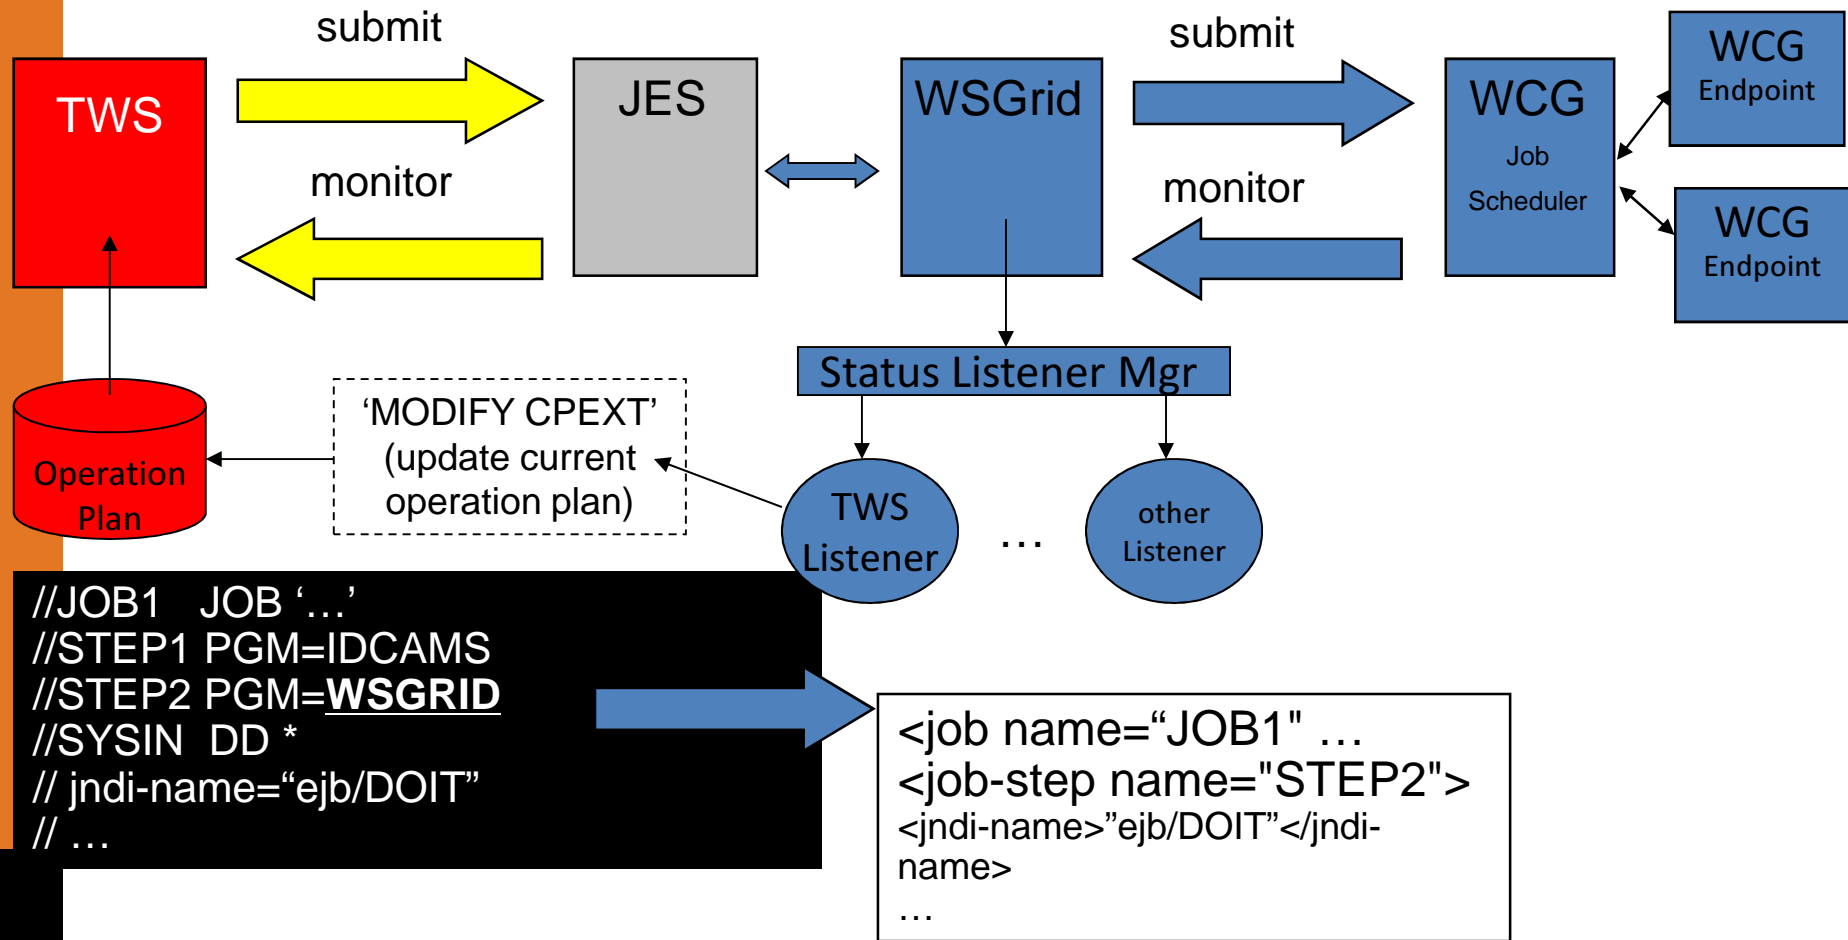 submit
TWS
JES
monitor
WSGrid
submit
monitor
WCG
Job
Scheduler
WCG
Endpoint
WCG
Endpoint
Status Listener Mgr
Operation
Plan
‘MODIFY CPEXT’
(update current
operation plan)
TWS
Listener
…
other
Listener
//JOB1 JOB ‘…’
//STEP1 PGM=IDCAMS
//STEP2 PGM=WSGRID
//SYSIN DD *
// jndi-name=“ejb/DOIT”
// …
<job name=“JOB1" …
<job-step name="STEP2">
<jndi-name>”ejb/DOIT”</jndi-
name>
…